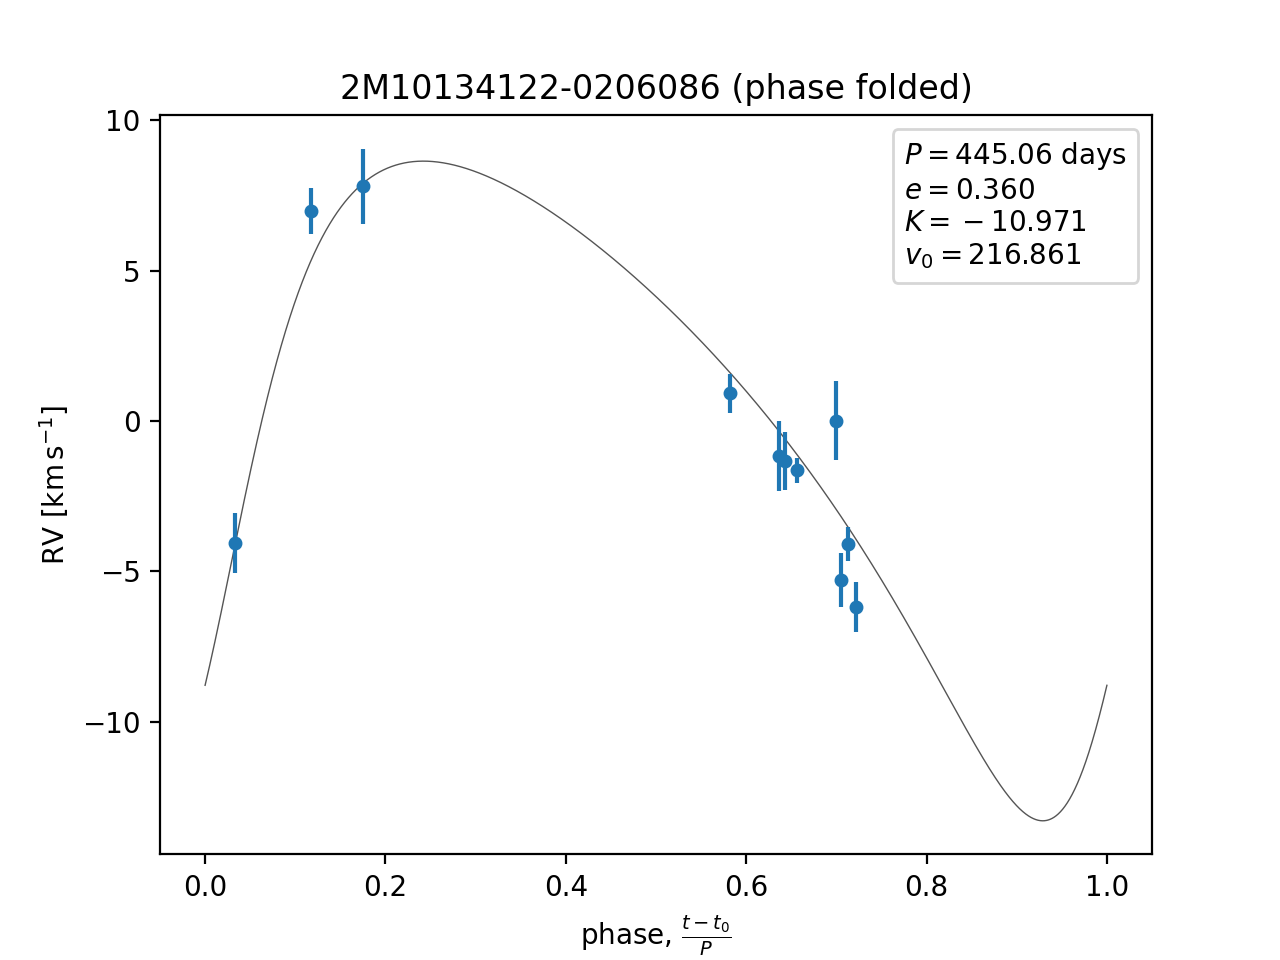 2M10134122-0206086 (phase folded)
P = 445.06 days
e = 0.360
K = −10.971
v₀ = 216.861
10
5
0
−5
−10
RV [km s⁻¹]
0.0 0.2 0.4 0.6 0.8 1.0
phase, (t − t₀)/P